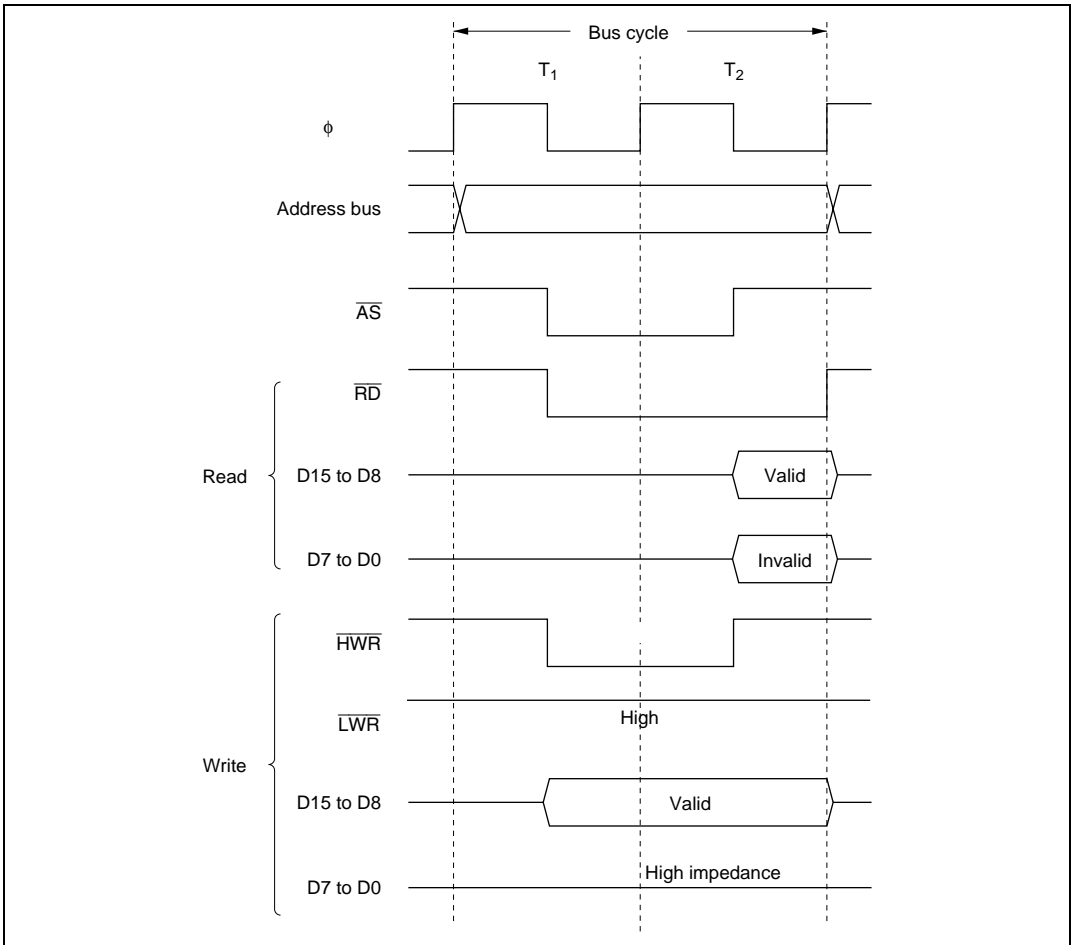 Bus cycle
T1 T2
ϕ
Address bus
AS
RD
Read
D15 to D8
Valid
D7 to D0
Invalid
HWR
LWR
High
Write
D15 to D8
Valid
D7 to D0
High impedance